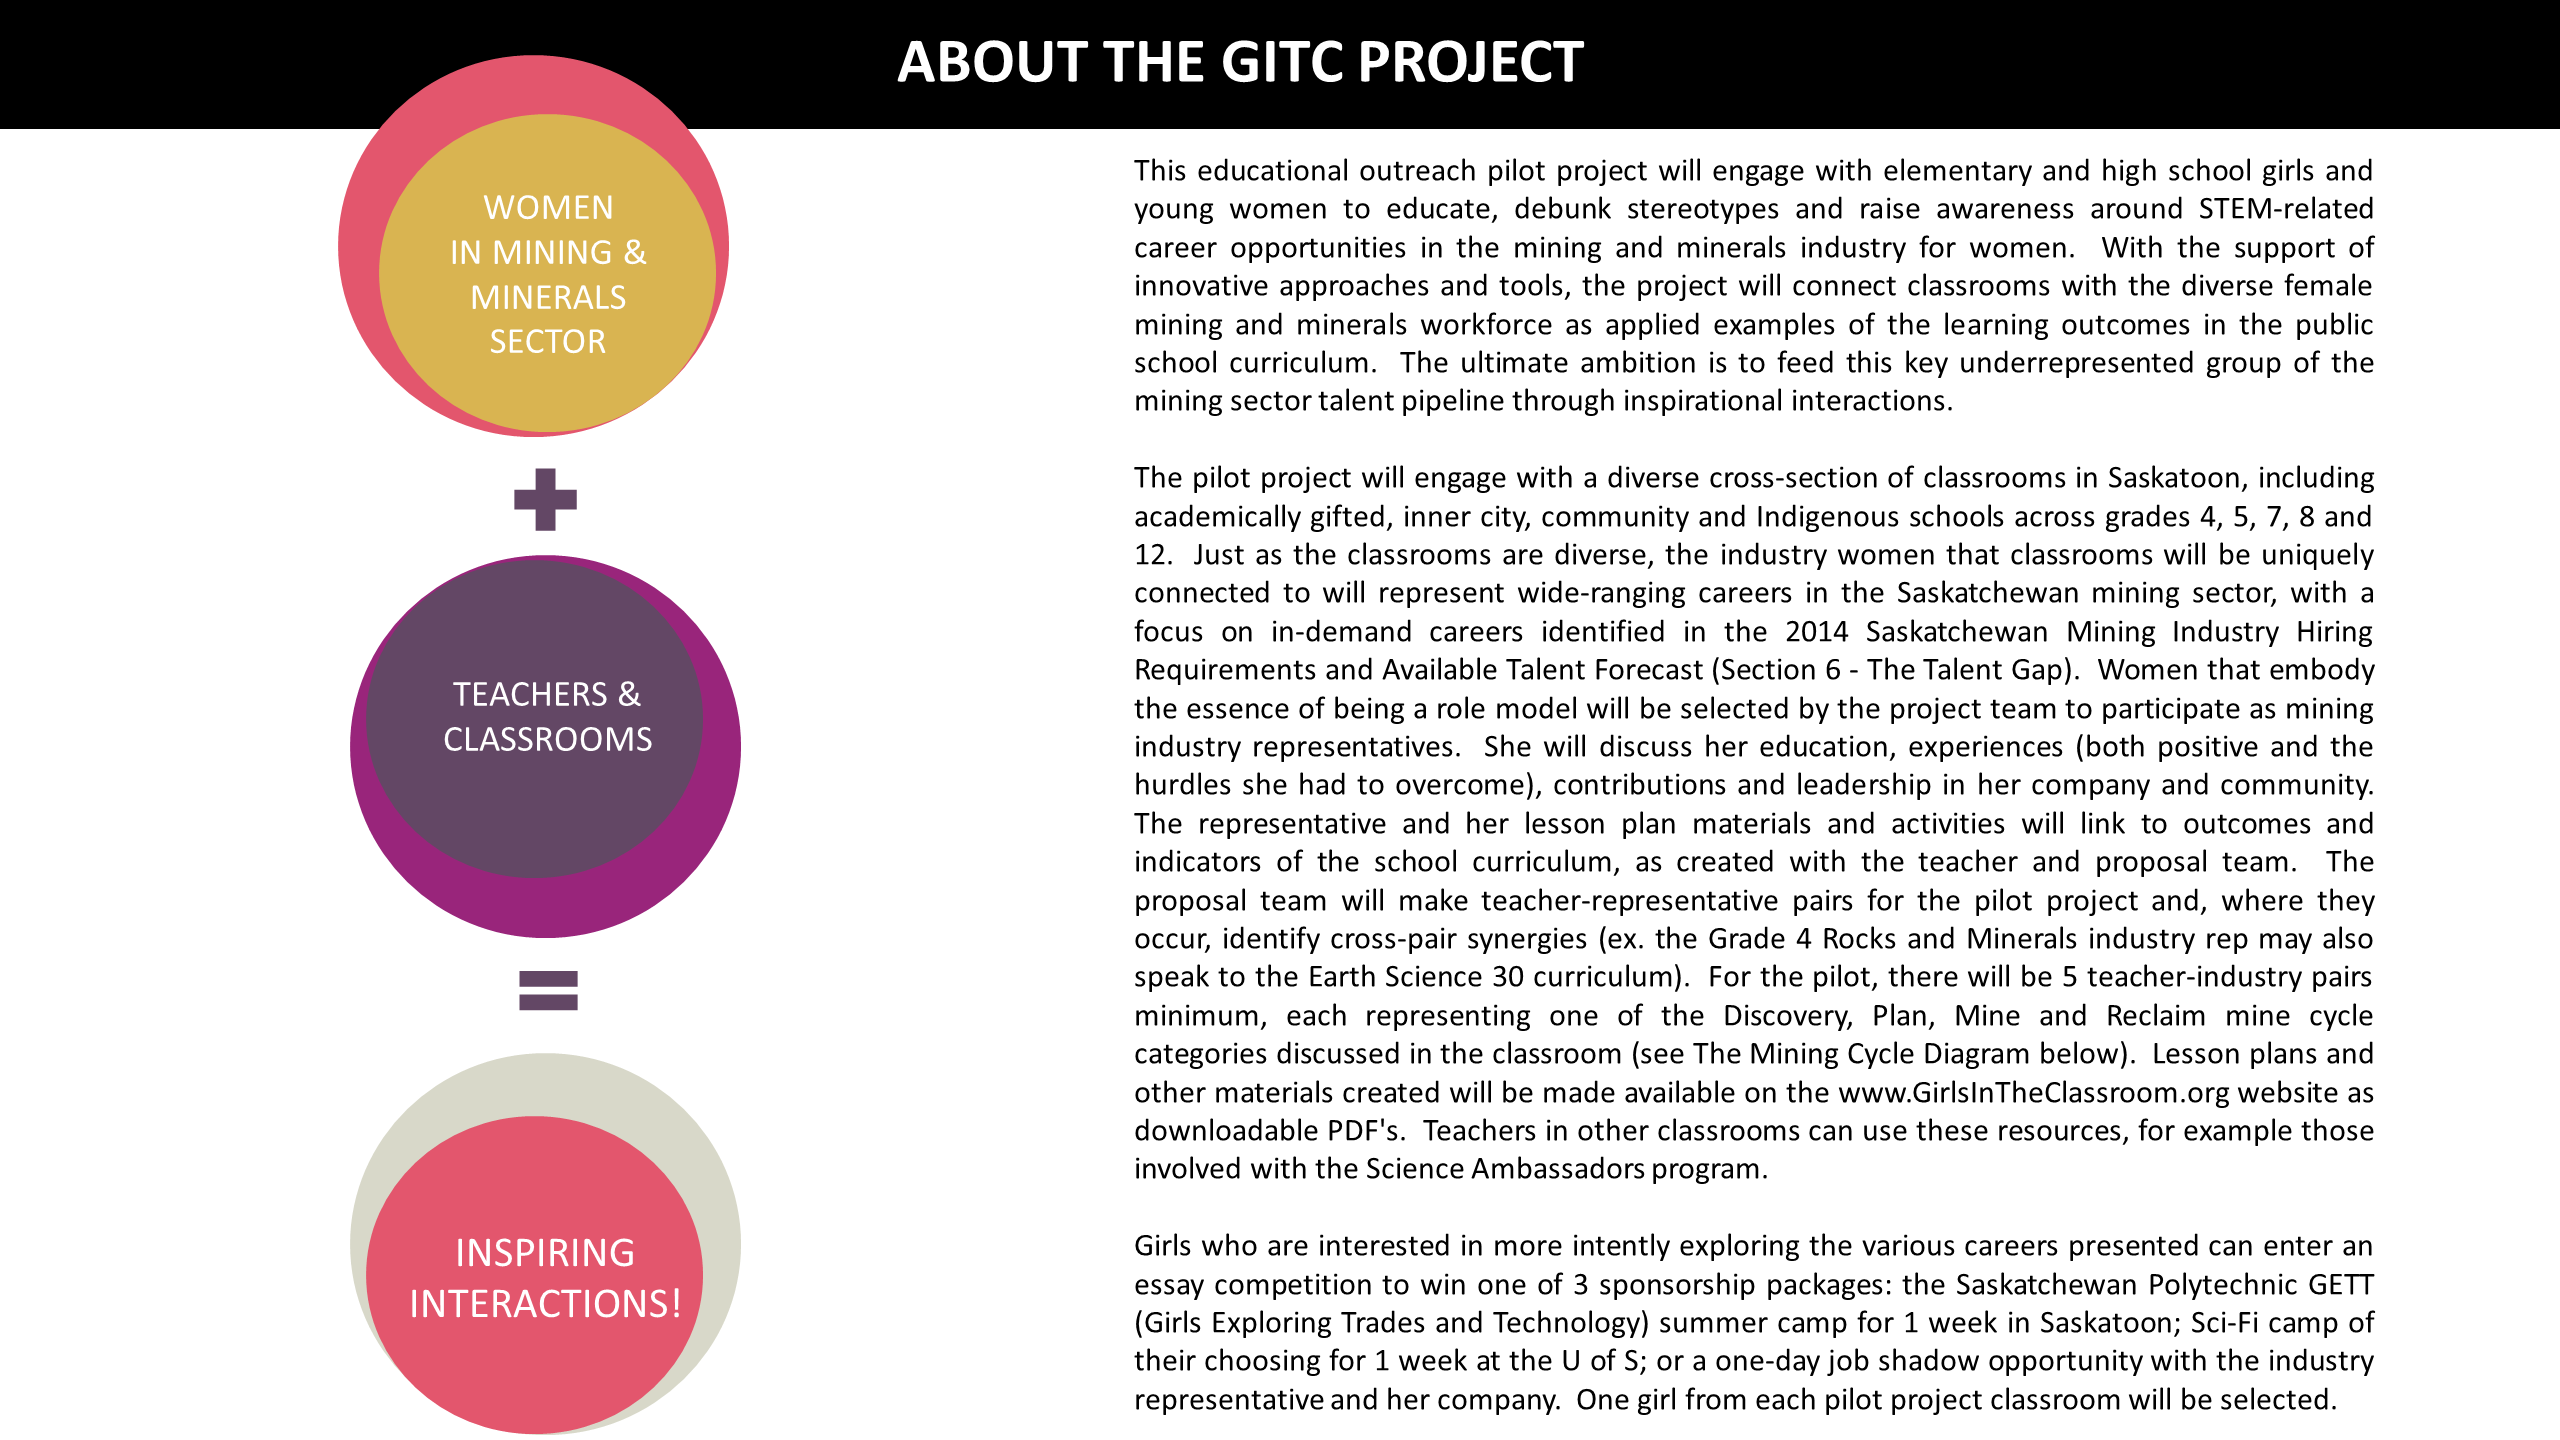 ABOUT THE GITC PROJECT
WOMEN
IN MINING &
MINERALS
SECTOR
TEACHERS &
CLASSROOMS
INSPIRING
INTERACTIONS!
This educational outreach pilot project will engage with elementary and high school girls and
young women to educate, debunk stereotypes and raise awareness around STEM-related
career opportunities in the mining and minerals industry for women.  With the support of
innovative approaches and tools, the project will connect classrooms with the diverse female
mining and minerals workforce as applied examples of the learning outcomes in the public
school curriculum.  The ultimate ambition is to feed this key underrepresented group of the
mining sector talent pipeline through inspirational interactions.
The pilot project will engage with a diverse cross-section of classrooms in Saskatoon, including
academically gifted, inner city, community and Indigenous schools across grades 4, 5, 7, 8 and
12.  Just as the classrooms are diverse, the industry women that classrooms will be uniquely
connected to will represent wide-ranging careers in the Saskatchewan mining sector, with a
focus on in-demand careers identified in the 2014 Saskatchewan Mining Industry Hiring
Requirements and Available Talent Forecast (Section 6 - The Talent Gap).  Women that embody
the essence of being a role model will be selected by the project team to participate as mining
industry representatives.  She will discuss her education, experiences (both positive and the
hurdles she had to overcome), contributions and leadership in her company and community.
The representative and her lesson plan materials and activities will link to outcomes and
indicators of the school curriculum, as created with the teacher and proposal team.  The
proposal team will make teacher-representative pairs for the pilot project and, where they
occur, identify cross-pair synergies (ex. the Grade 4 Rocks and Minerals industry rep may also
speak to the Earth Science 30 curriculum).  For the pilot, there will be 5 teacher-industry pairs
minimum, each representing one of the Discovery, Plan, Mine and Reclaim mine cycle
categories discussed in the classroom (see The Mining Cycle Diagram below).  Lesson plans and
other materials created will be made available on the www.GirlsInTheClassroom.org website as
downloadable PDF's.  Teachers in other classrooms can use these resources, for example those
involved with the Science Ambassadors program.
Girls who are interested in more intently exploring the various careers presented can enter an
essay competition to win one of 3 sponsorship packages: the Saskatchewan Polytechnic GETT
(Girls Exploring Trades and Technology) summer camp for 1 week in Saskatoon; Sci-Fi camp of
their choosing for 1 week at the U of S; or a one-day job shadow opportunity with the industry
representative and her company.  One girl from each pilot project classroom will be selected.